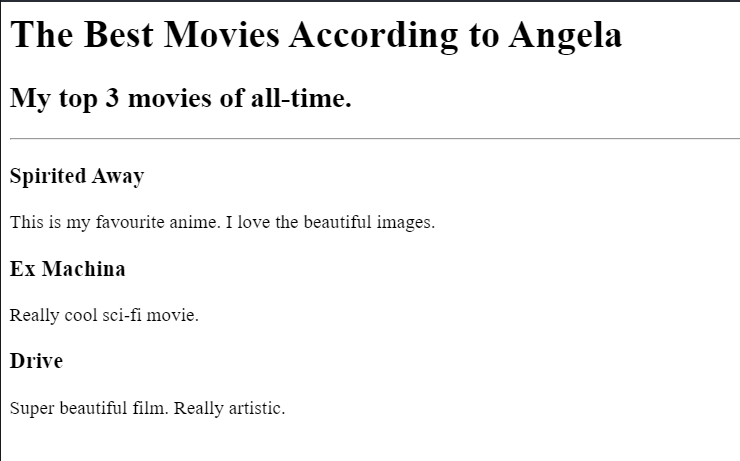 The Best Movies According to Angela
My top 3 movies of all-time.
Spirited Away
This is my favourite anime. I love the beautiful images.
Ex Machina
Really cool sci-fi movie.
Drive
Super beautiful film. Really artistic.